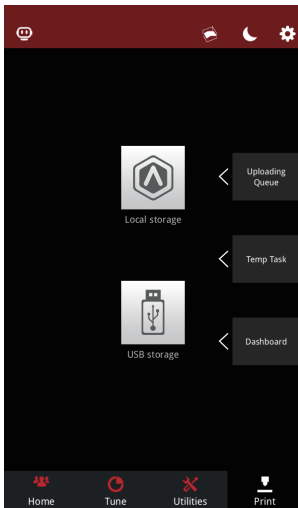 Local storage
Uploading
Queue
Temp Task
USB storage
Dashboard
Home
Tune
Utilities
Print